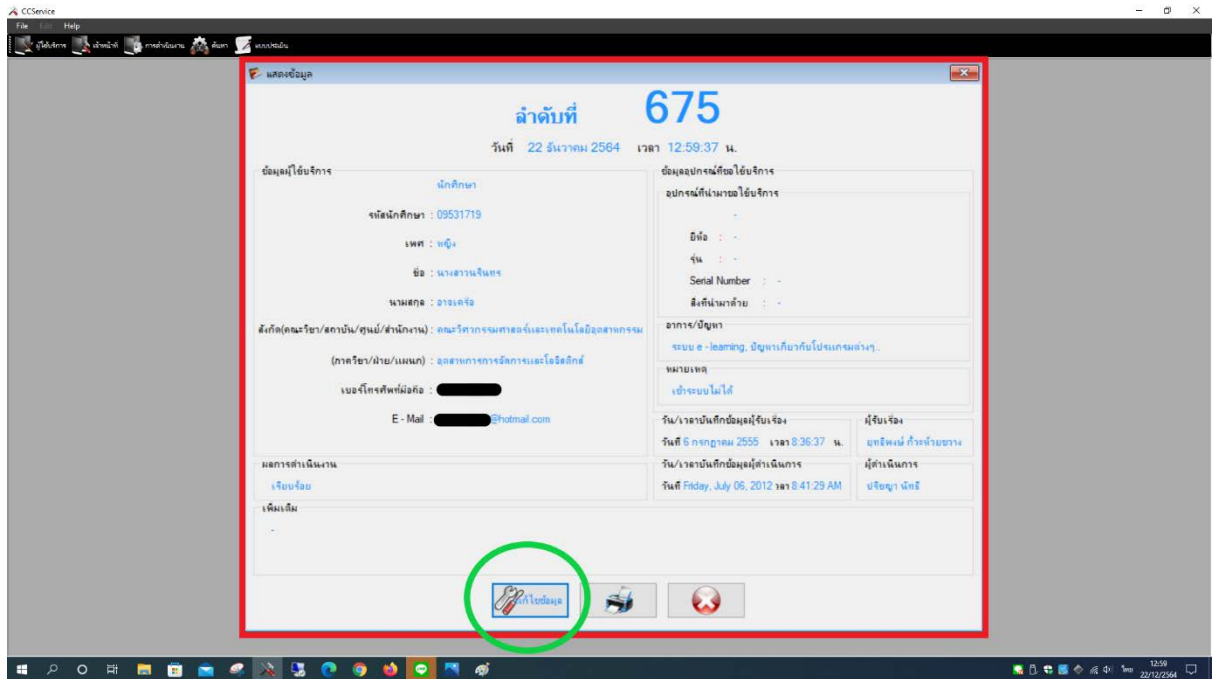 CCService
File Edit Help
ผู้ใช้บริการ เจ้าหน้าที่ การดำเนินงาน ค้นหา แบบประเมิน
แสดงข้อมูล
ลำดับที่ 675
วันที่ 22 ธันวาคม 2564 เวลา 12:59:37 น.
ข้อมูลผู้ใช้บริการ
นักศึกษา
รหัสนักศึกษา : 09531719
เพศ : หญิง
ชื่อ : นางสาวนรินทร
นามสกุล : อาจเครือ
สังกัด(คณะวิชา/สถาบัน/ศูนย์/สำนักงาน) : คณะวิศวกรรมศาสตร์และเทคโนโลยีอุตสาหกรรม
(ภาควิชา/ฝ่าย/แผนก) : อุตสาหการการจัดการและโลจิสติกส์
เบอร์โทรศัพท์มือถือ :
E - Mail : @hotmail.com
ข้อมูลอุปกรณ์ที่ขอใช้บริการ
อุปกรณ์ที่นำมาขอใช้บริการ
-
ยี่ห้อ : -
รุ่น : -
Serial Number : -
สิ่งที่นำมาด้วย : -
อาการ/ปัญหา
ระบบ e - learning, ปัญหาเกี่ยวกับโปรแกรมต่างๆ..
หมายเหตุ
เข้าระบบไม่ได้
วัน/เวลาบันทึกข้อมูลผู้รับเรื่อง ผู้รับเรื่อง
วันที่ 6 กรกฎาคม 2555 เวลา 8:36:37 น.
ผลการดำเนินงาน
เรียบร้อย
วัน/เวลาบันทึกข้อมูลผู้ดำเนินการ ผู้ดำเนินการ
วันที่ Friday, July 06, 2012 วลา 8:41:29 AM ปริชญา นัทธี
เพิ่มเติม
-
แก้ไขข้อมูล
ไทย
12:59
22/12/2564